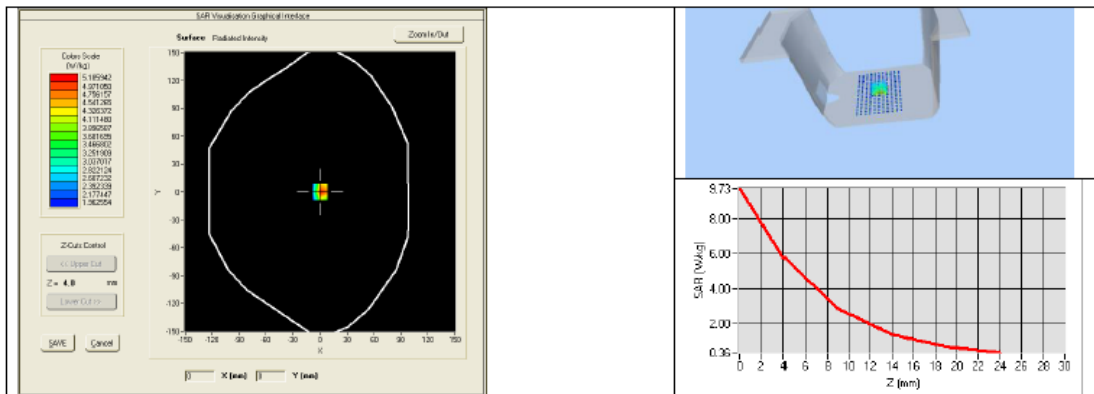 SAR Visualisation Graphical Interface
Surface Radiated Intensity
Zoom In/Out
Colors Scale
(W/kg)
5.185942
4.971050
4.756157
4.541265
4.326372
4.111480
3.896587
3.681695
3.466802
3.251909
3.037017
2.822124
2.607232
2.392339
2.177447
1.962554
Z-Cuts Control
<< Upper Cut
Z = 4.0 mm
Lower Cut >>
SAVE Cancel
Y
150
120
90
60
30
0
-30
-60
-90
-120
-150
-150 -120 -90 -60 -30 0 30 60 90 120 150
X
0 X (mm) Y (mm)
SAR (W/kg)
9.73
8.00
6.00
4.00
2.00
0.36
0 2 4 6 8 10 12 14 16 18 20 22 24 26 28 30
Z (mm)